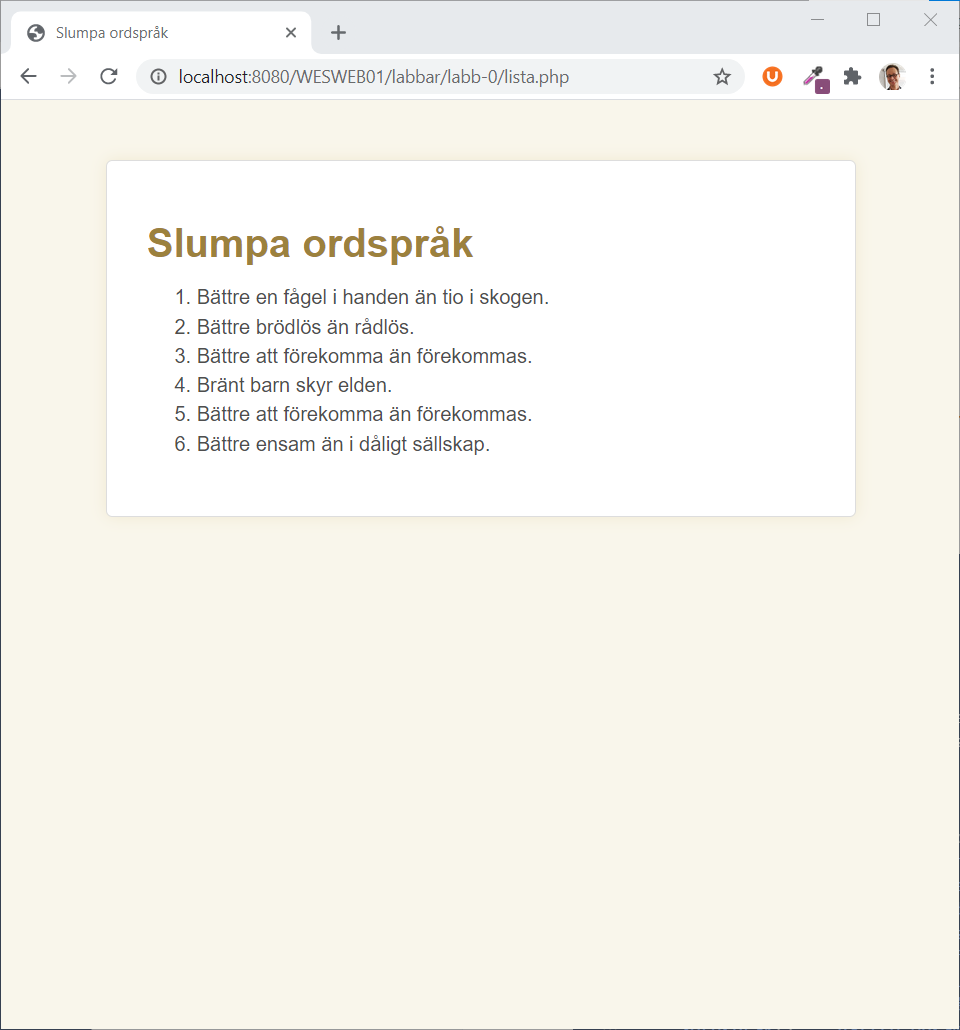 Slumpa ordspråk
localhost:8080/WESWEB01/labbar/labb-0/lista.php
Slumpa ordspråk
1. Bättre en fågel i handen än tio i skogen.
2. Bättre brödlös än rådlös.
3. Bättre att förekomma än förekommas.
4. Bränt barn skyr elden.
5. Bättre att förekomma än förekommas.
6. Bättre ensam än i dåligt sällskap.